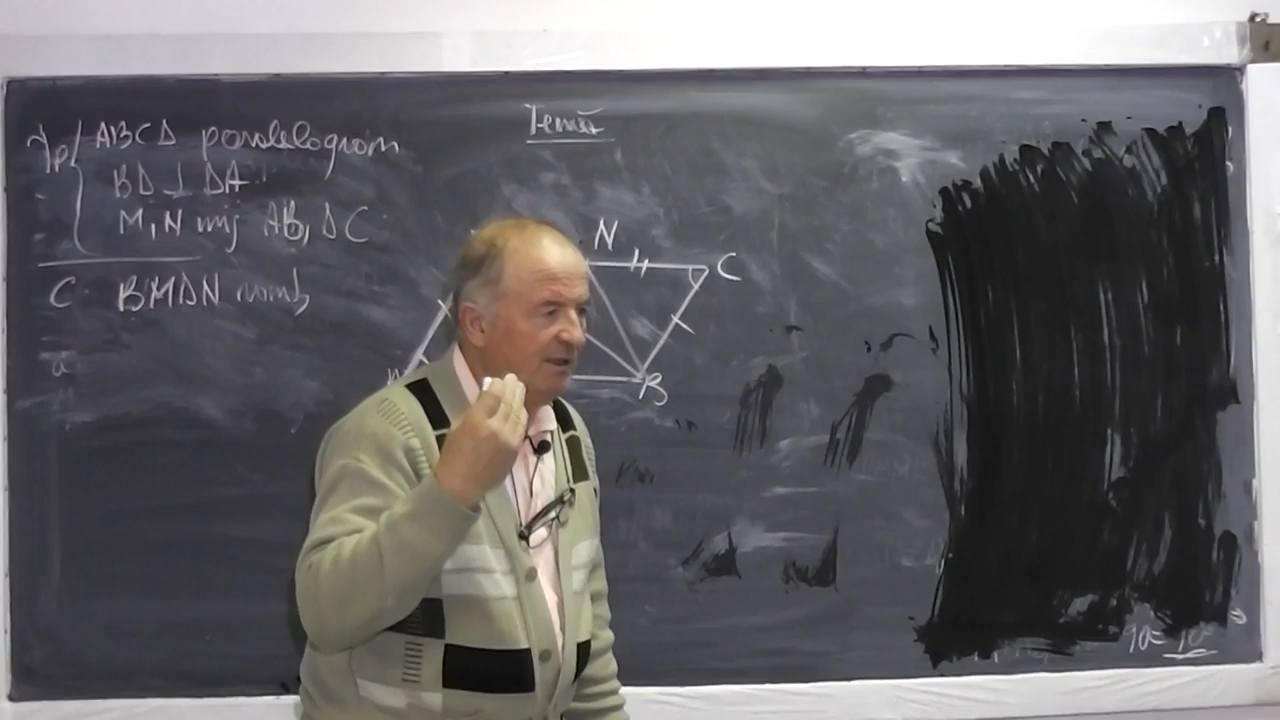 Temă
Ip ABCD paralelogram
BD ⊥ DA
M, N mij AB, DC
C BMDN romb
a
N
C
B